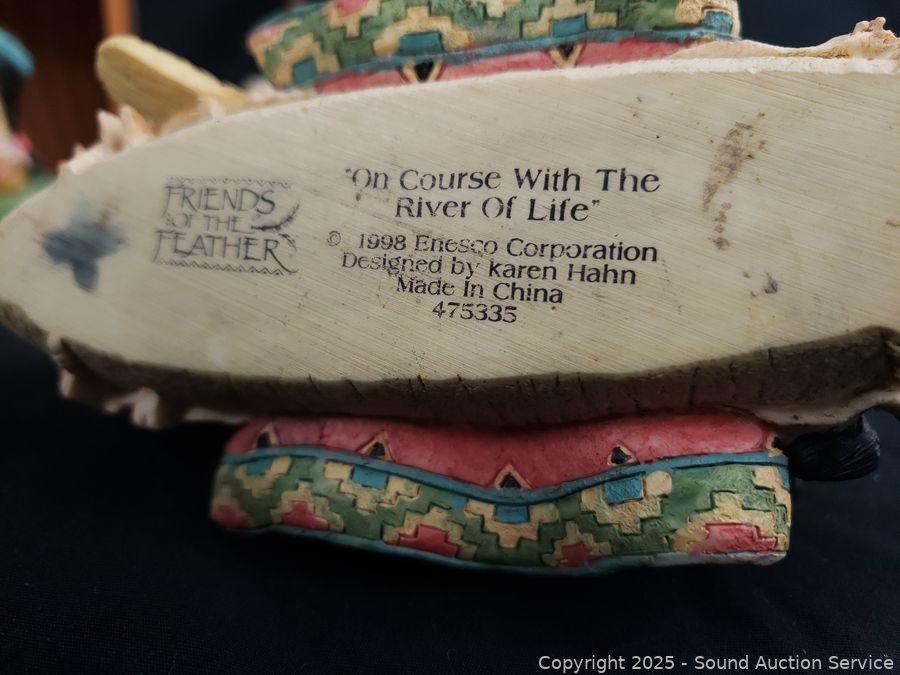 FRIENDS
OF THE
FEATHER
"On Course With The
River Of Life"
© 1998 Enesco Corporation
Designed by Karen Hahn
Made In China
475335
Copyright 2025 - Sound Auction Service